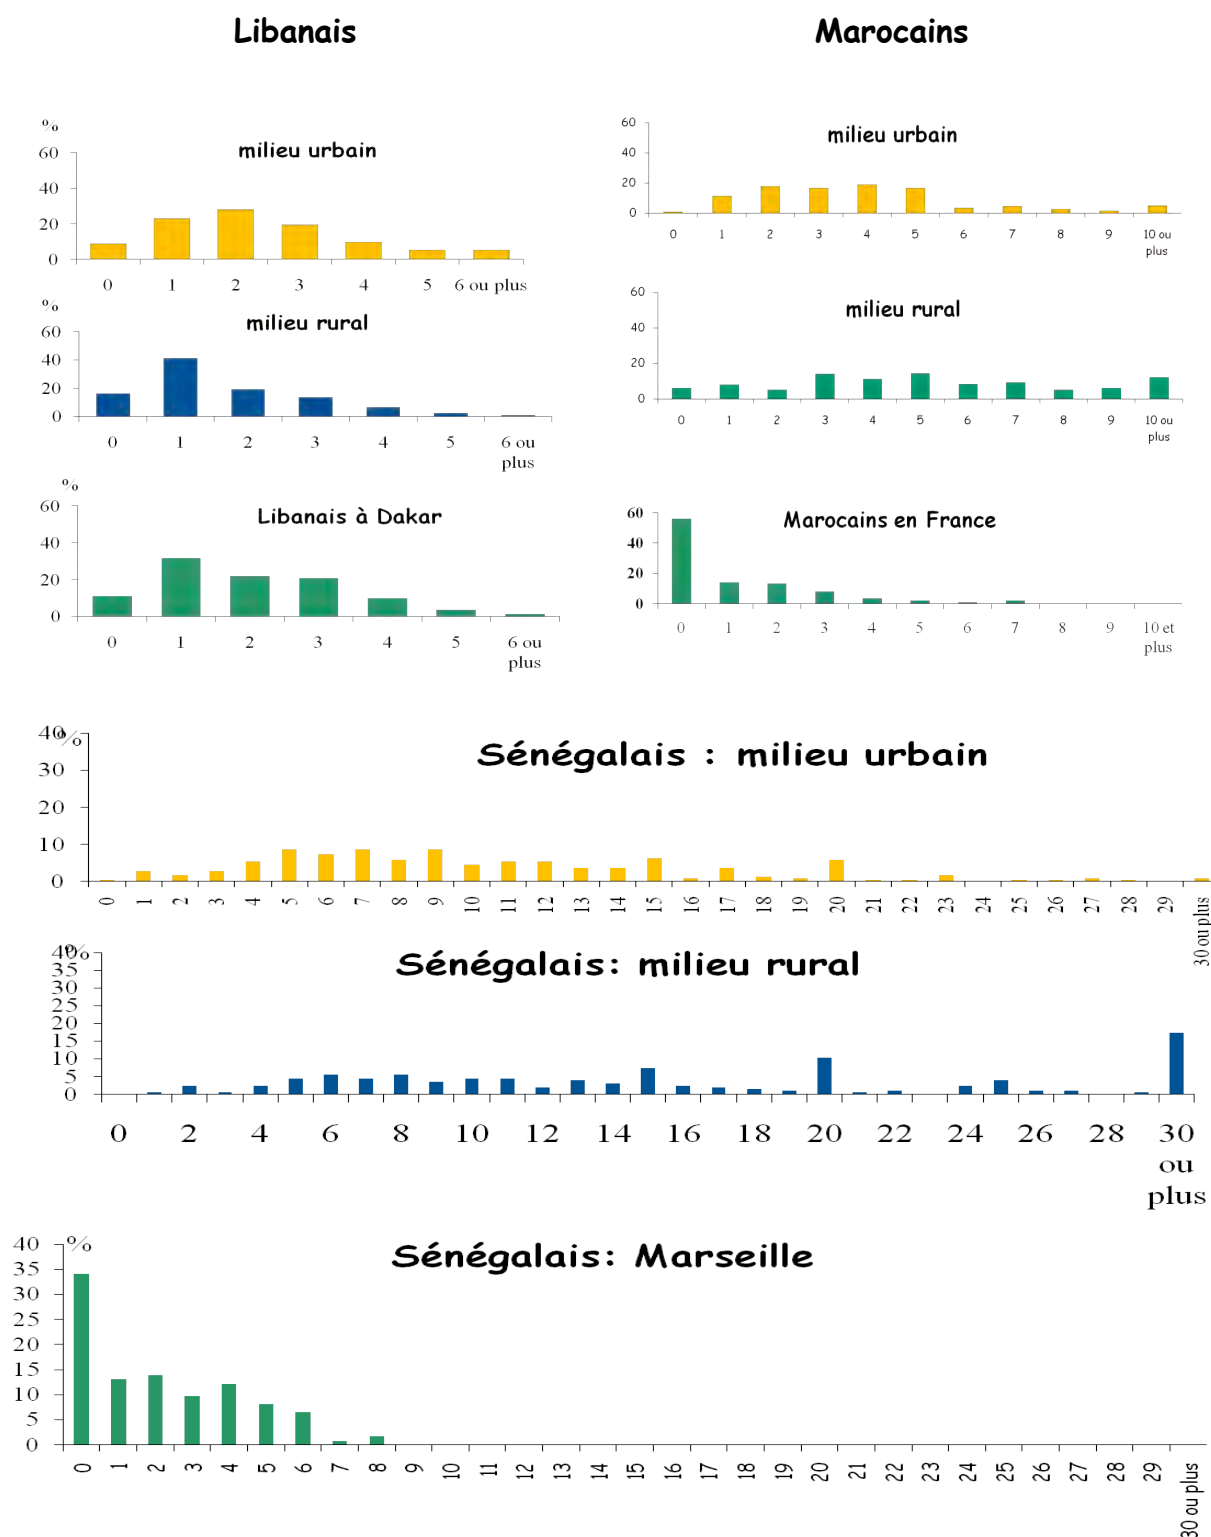 Libanais
Marocains
%
60
40
20
0
milieu urbain
0 1 2 3 4 5 6 ou plus
60
40
20
0
milieu urbain
0 1 2 3 4 5 6 7 8 9 10 ou
plus
%
60
40
20
0
milieu rural
0 1 2 3 4 5 6 ou
plus
60
40
20
0
milieu rural
0 1 2 3 4 5 6 7 8 9 10 ou
plus
%
60
40
20
0
Libanais à Dakar
0 1 2 3 4 5 6 ou
plus
60
40
20
0
Marocains en France
0 1 2 3 4 5 6 7 8 9 10 et
plus
40%
30
20
10
0
Sénégalais : milieu urbain
0 1 2 3 4 5 6 7 8 9 10 11 12 13 14 15 16 17 18 19 20 21 22 23 24 25 26 27 28 29 30 ou plus
40%
35
30
25
20
15
10
5
0
Sénégalais: milieu rural
0 2 4 6 8 10 12 14 16 18 20 22 24 26 28 30
ou
plus
40 %
35
30
25
20
15
10
5
0
Sénégalais: Marseille
0 1 2 3 4 5 6 7 8 9 10 11 12 13 14 15 16 17 18 19 20 21 22 23 24 25 26 27 28 29 30 ou plus